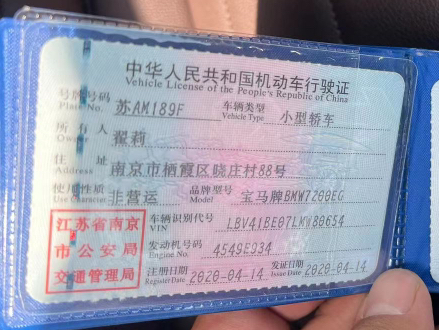 中华人民共和国机动车行驶证
Vehicle License of the People's Republic of China
号牌号码 苏AM189F 车辆类型 小型轿车
Plate No. Vehicle Type
所有人 翟莉
Owner
住址 南京市栖霞区晓庄村88号
Address
使用性质 非营运 品牌型号 宝马牌BMW7200EG
Use Character Model
江苏省南京
市公安局
交通管理局
车辆识别代号
VIN
发动机号码
Engine No.
注册日期 2020-04-14 发证日期 2020-04-14
Register Date Issue Date